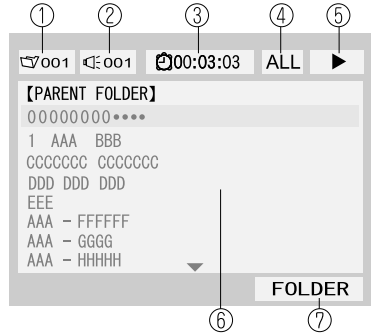 ① ② ③ ④ ⑤
001 001 00:03:03 ALL
【PARENT FOLDER】
00000000••••
1 AAA BBB
CCCCCCC CCCCCCC
DDD DDD DDD
EEE
AAA – FFFFFF
AAA – GGGG
AAA – HHHHH
FOLDER
⑥ ⑦